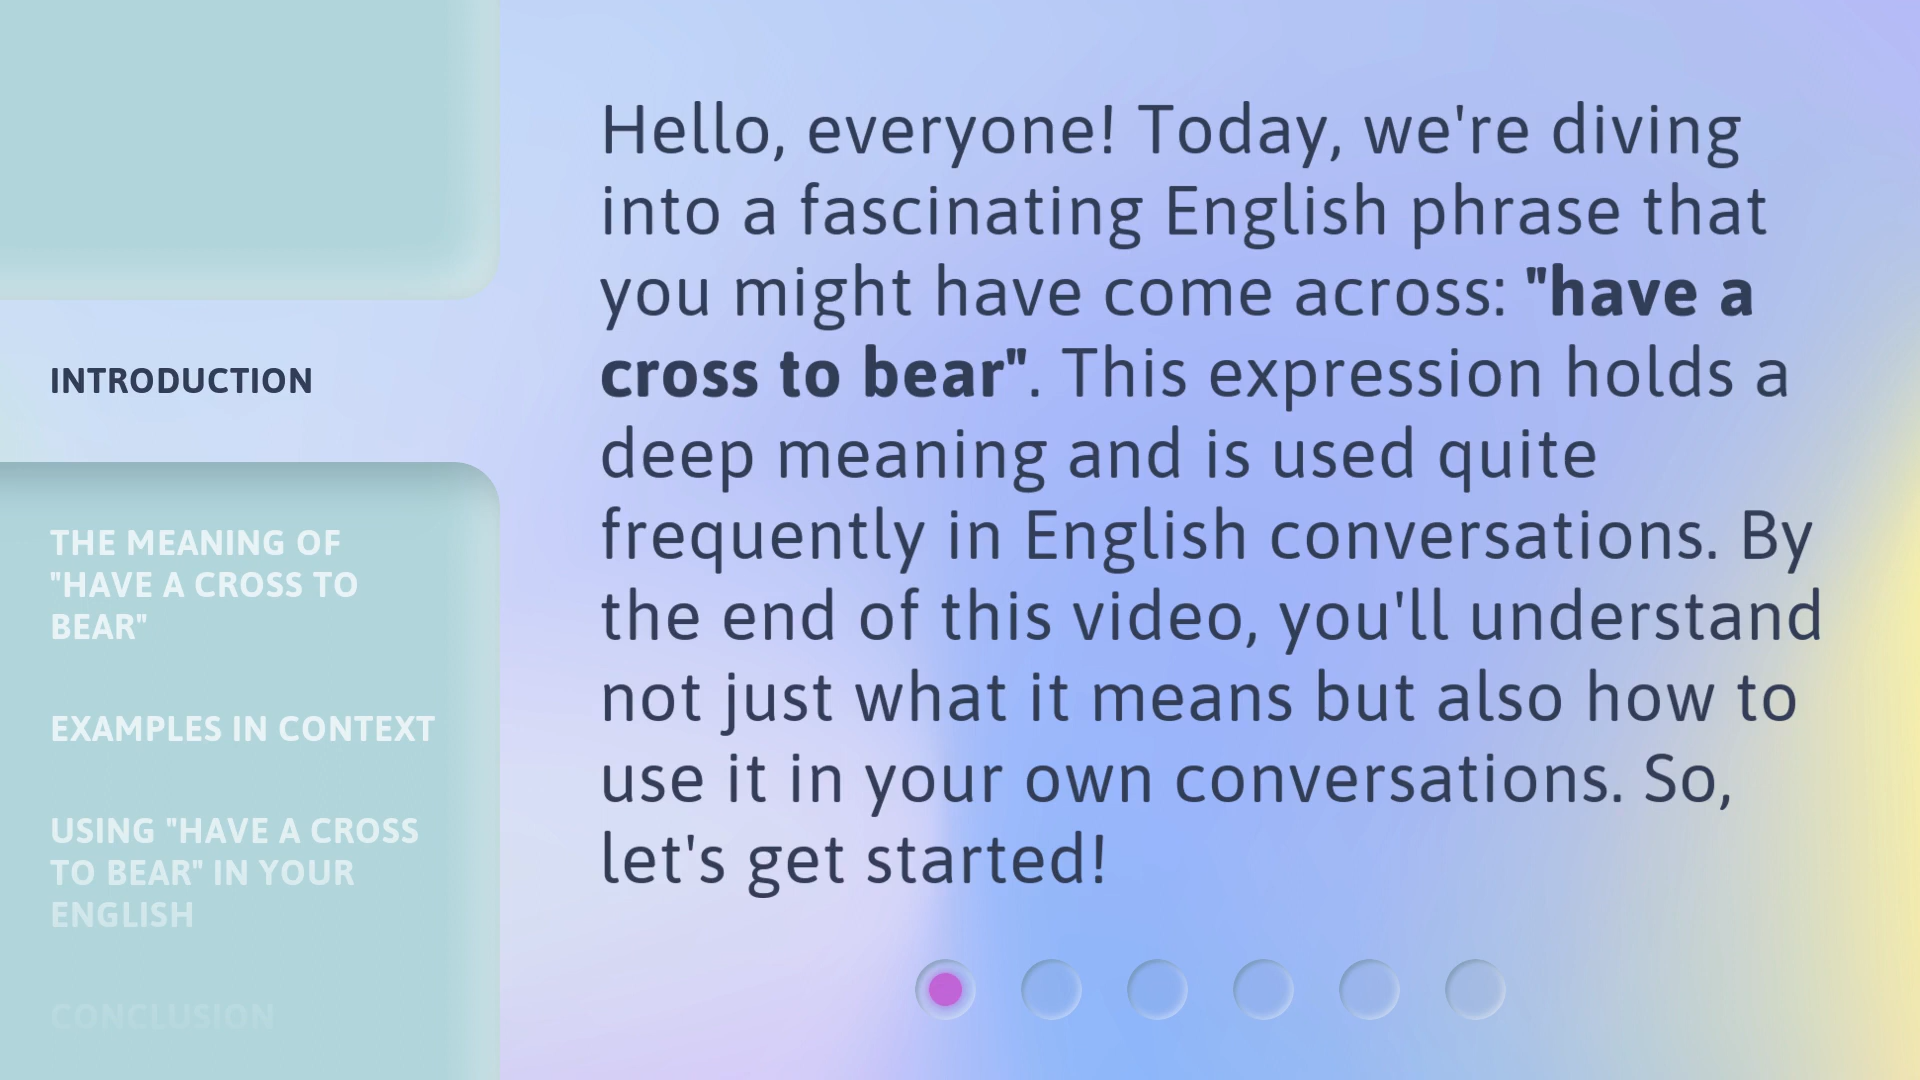 INTRODUCTION
THE MEANING OF
"HAVE A CROSS TO
BEAR"
EXAMPLES IN CONTEXT
USING "HAVE A CROSS
TO BEAR" IN YOUR
ENGLISH
CONCLUSION
Hello, everyone! Today, we're diving
into a fascinating English phrase that
you might have come across: "have a
cross to bear". This expression holds a
deep meaning and is used quite
frequently in English conversations. By
the end of this video, you'll understand
not just what it means but also how to
use it in your own conversations. So,
let's get started!